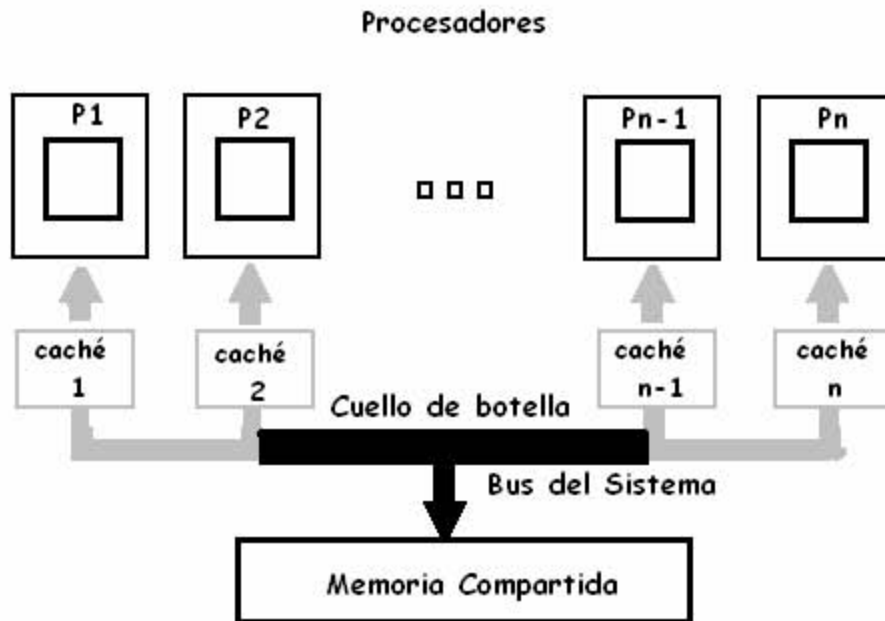 Procesadores
P1
P2
Pn-1
Pn
caché
1
caché
2
caché
n-1
caché
n
Cuello de botella
Bus del Sistema
Memoria Compartida